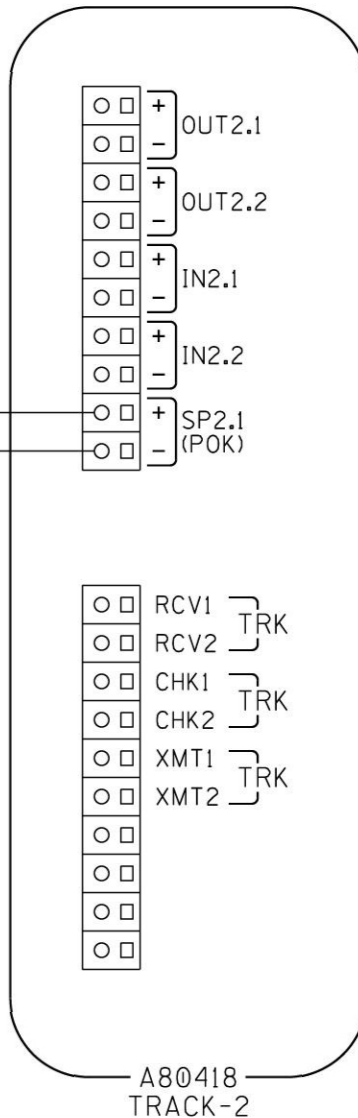 +
OUT2.1
−
+
OUT2.2
−
+
IN2.1
−
+
IN2.2
−
+
SP2.1
(POK)
−
RCV1
TRK
RCV2
CHK1
TRK
CHK2
XMT1
TRK
XMT2
A80418
TRACK-2